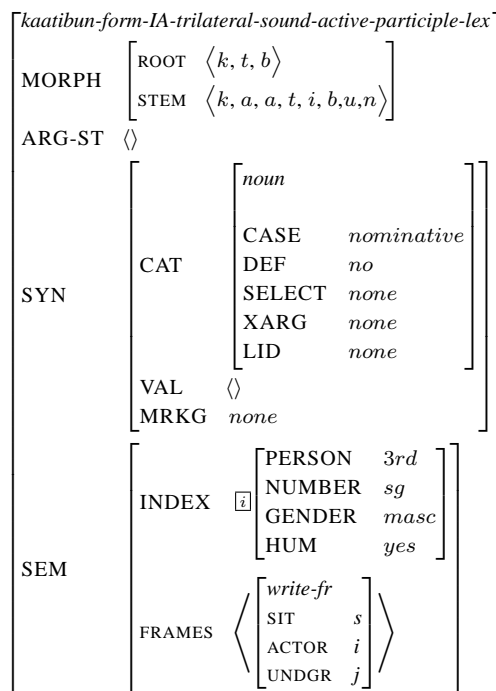 kaatibun-form-IA-trilateral-sound-active-participle-lex
MORPH
ROOT ⟨k, t, b⟩
STEM ⟨k, a, a, t, i, b,u,n⟩
ARG-ST ⟨⟩
SYN
CAT
noun
CASE nominative
DEF no
SELECT none
XARG none
LID none
VAL ⟨⟩
MRKG none
SEM
INDEX i
PERSON 3rd
NUMBER sg
GENDER masc
HUM yes
FRAMES
write-fr
SIT s
ACTOR i
UNDGR j